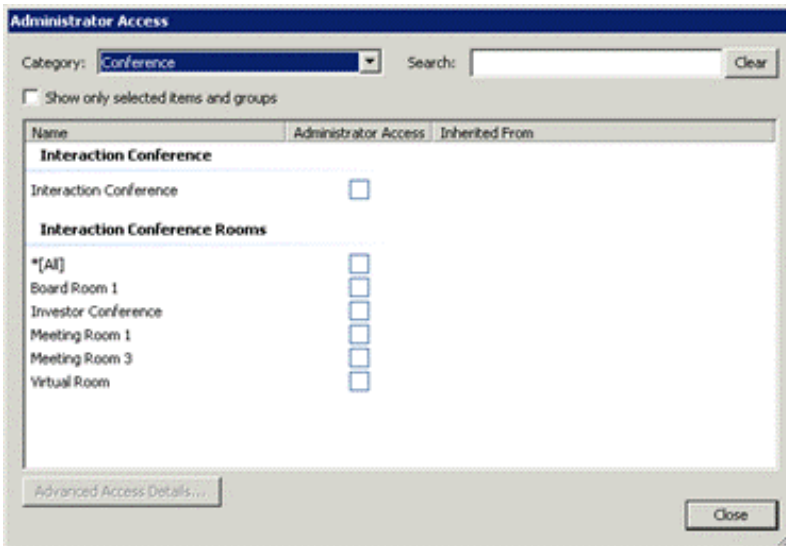 Administrator Access
Category: Conference Search: Clear
Show only selected items and groups
Name Administrator Access Inherited From
Interaction Conference
Interaction Conference
Interaction Conference Rooms
*[All]
Board Room 1
Investor Conference
Meeting Room 1
Meeting Room 3
Virtual Room
Advanced Access Details...
Close